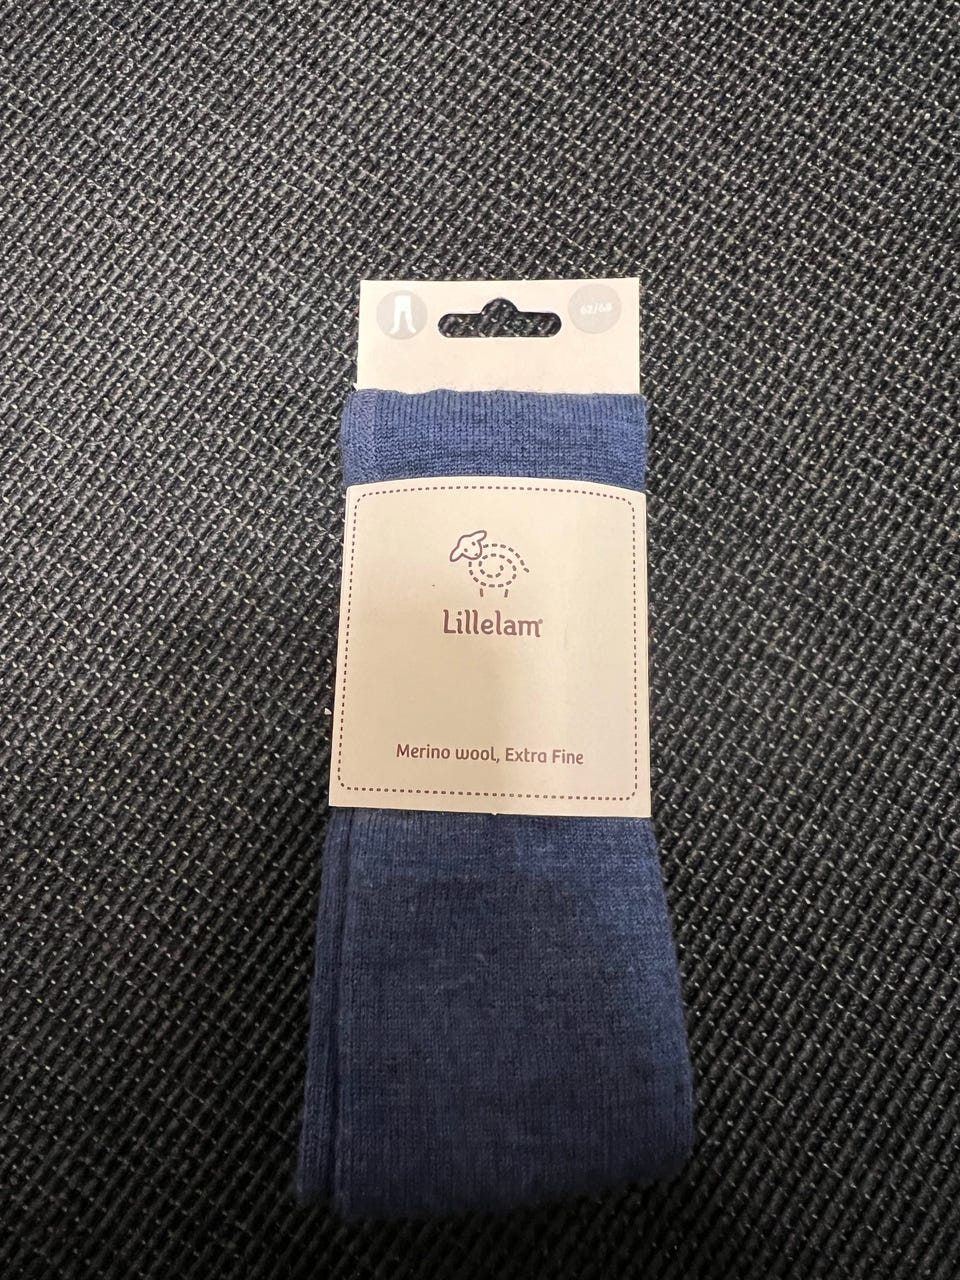 62/68
Lillelam®
Merino wool, Extra Fine